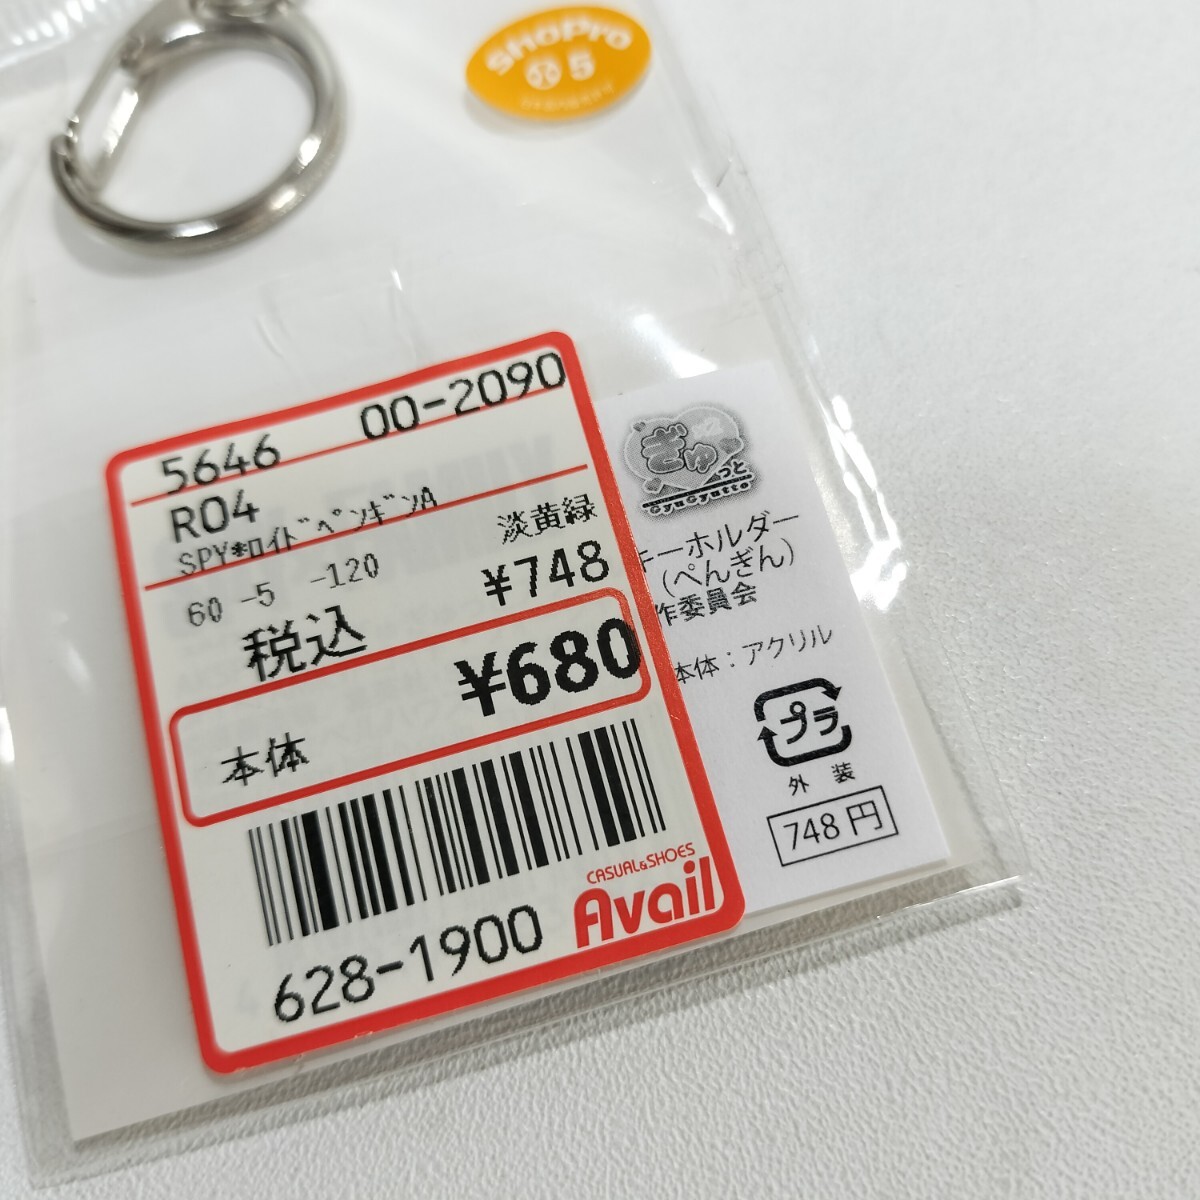 ShoPro
5
5646 00-2090
R04
SPY*ﾛｲﾄﾞﾍﾟﾝｷﾞﾝA 淡黄緑
60 -5 -120
税込 ¥748
本体 ¥680
628-1900
CASUAL&SHOES
Avail
ぎゅ
っと
GyuGyutto
キーホルダー
(ぺんぎん)
作委員会
本体：アクリル
プラ
外装
748円